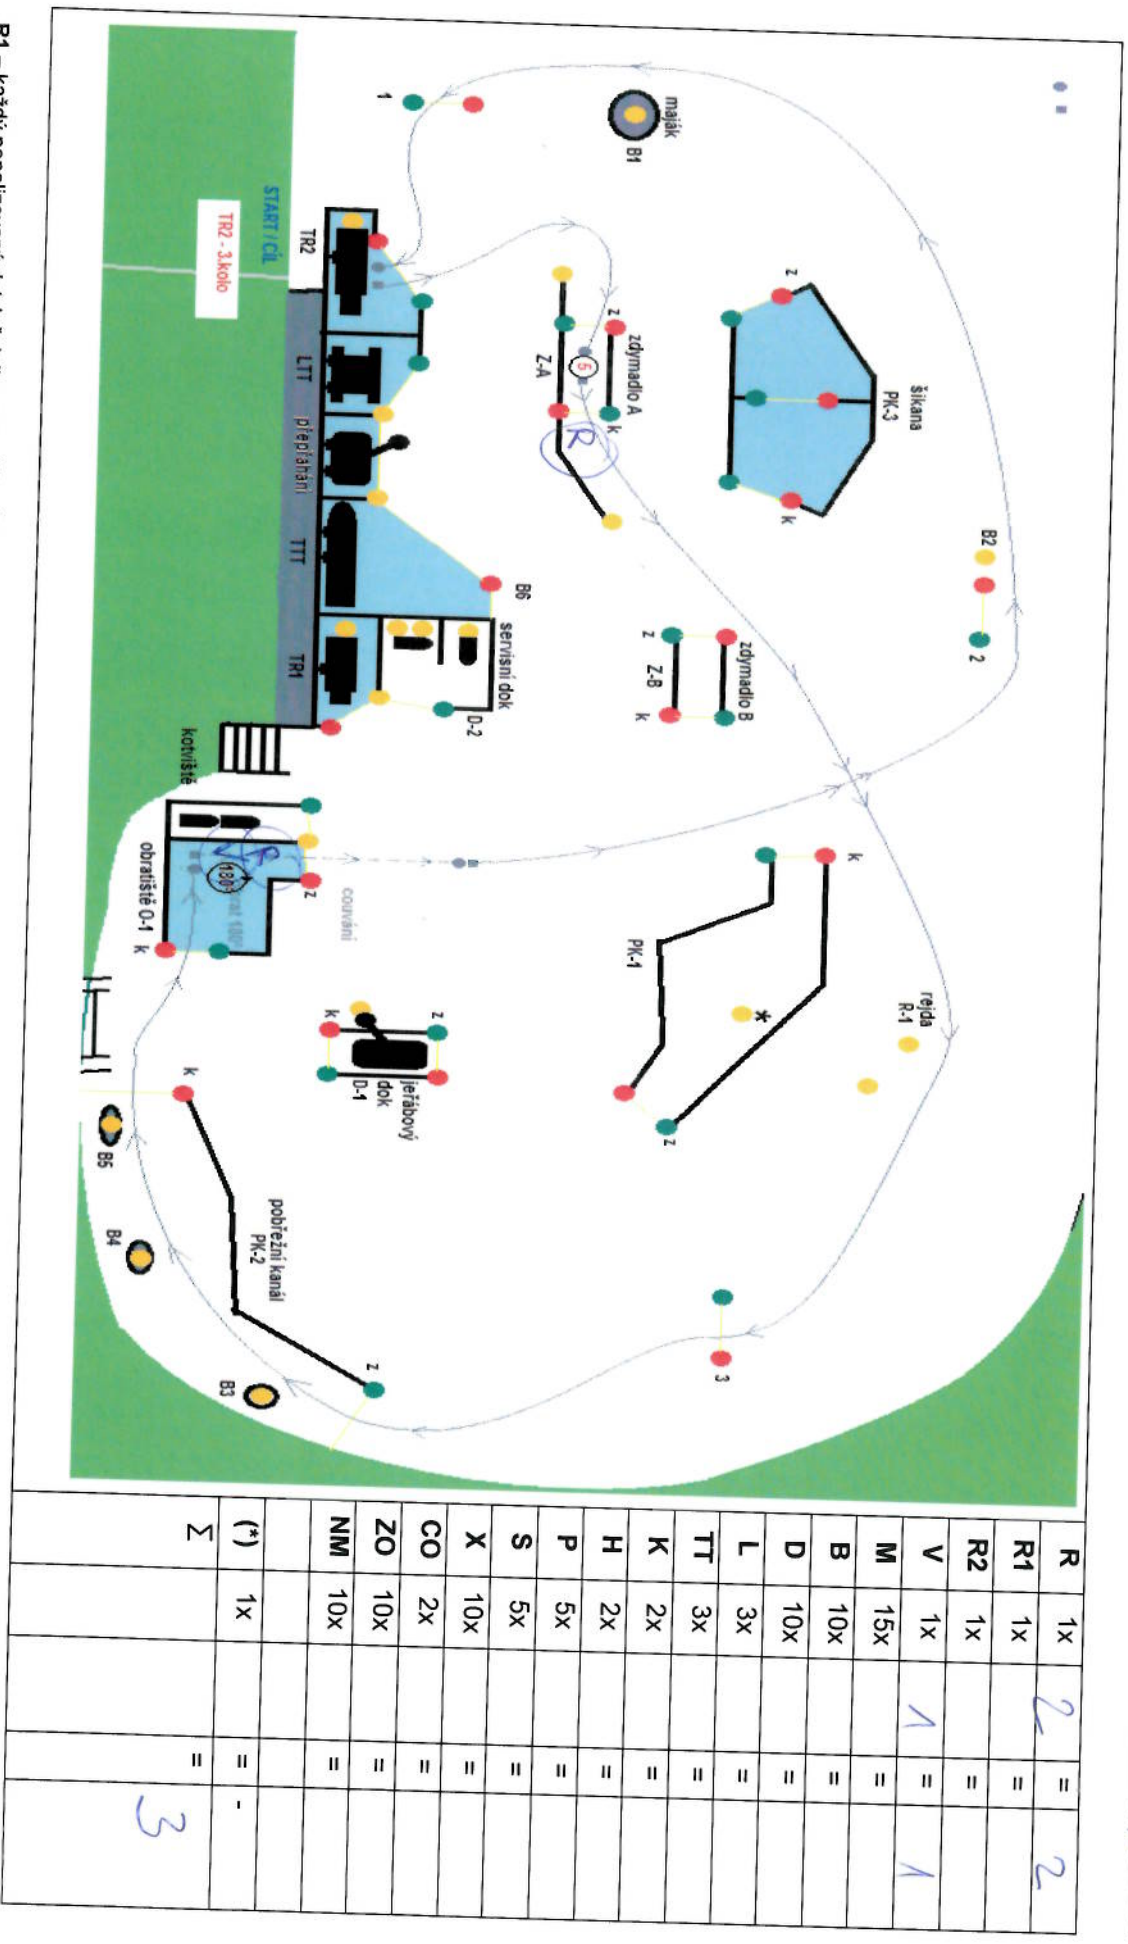 1
maják
B1
šikana
PK-3
z
k
B2
2
START / CÍL
TR2
TR2 - 3.kolo
zdymadlo A
z
k
Z-A
5
R
LTT
přepřahání
TTT
TR1
B6
servisní dok
D-2
zdymadlo B
z
k
Z-B
kotviště
obratiště O-1
k
z
V
R
180°
couvání
k
PK-1
z
*
rejda
R-1
jeřábový
dok
D-1
z
k
k
B5
B4
pobřežní kanál
PK-2
z
B3
3
R 1x 2 = 2
R1 1x =
R2 1x =
V 1x 1 = 1
M 15x =
B 10x =
D 10x =
L 3x =
TT 3x =
K 2x =
H 2x =
P 5x =
S 5x =
X 10x =
CO 2x =
ZO 10x =
NM 10x =
(*) 1x = -
Σ = 3
R1 – každý